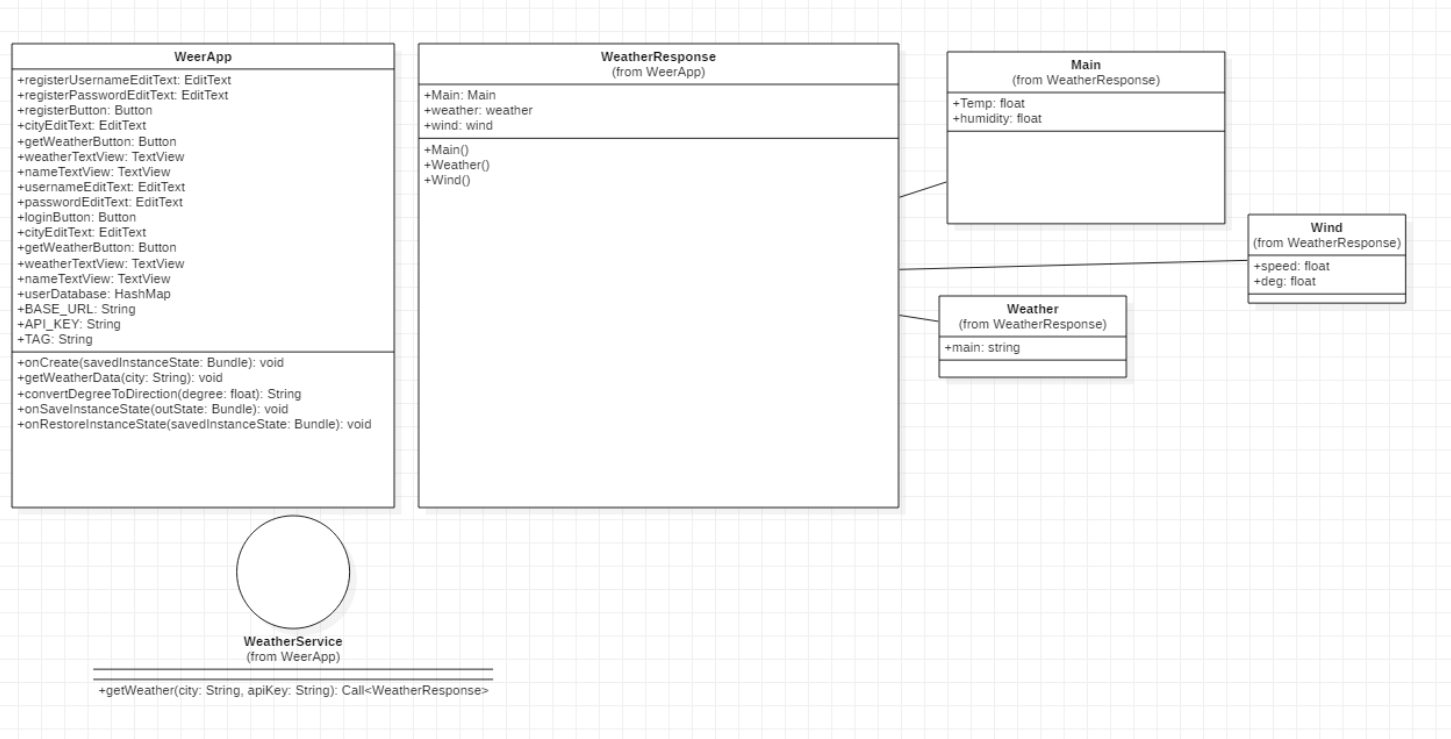 WeerApp
+registerUsernameEditText: EditText
+registerPasswordEditText: EditText
+registerButton: Button
+cityEditText: EditText
+getWeatherButton: Button
+weatherTextView: TextView
+nameTextView: TextView
+usernameEditText: EditText
+passwordEditText: EditText
+loginButton: Button
+cityEditText: EditText
+getWeatherButton: Button
+weatherTextView: TextView
+nameTextView: TextView
+userDatabase: HashMap
+BASE_URL: String
+API_KEY: String
+TAG: String
+onCreate(savedInstanceState: Bundle): void
+getWeatherData(city: String): void
+convertDegreeToDirection(degree: float): String
+onSaveInstanceState(outState: Bundle): void
+onRestoreInstanceState(savedInstanceState: Bundle): void
WeatherResponse
(from WeerApp)
+Main: Main
+weather: weather
+wind: wind
+Main()
+Weather()
+Wind()
Main
(from WeatherResponse)
+Temp: float
+humidity: float
Wind
(from WeatherResponse)
+speed: float
+deg: float
Weather
(from WeatherResponse)
+main: string
WeatherService
(from WeerApp)
+getWeather(city: String, apiKey: String): Call<WeatherResponse>